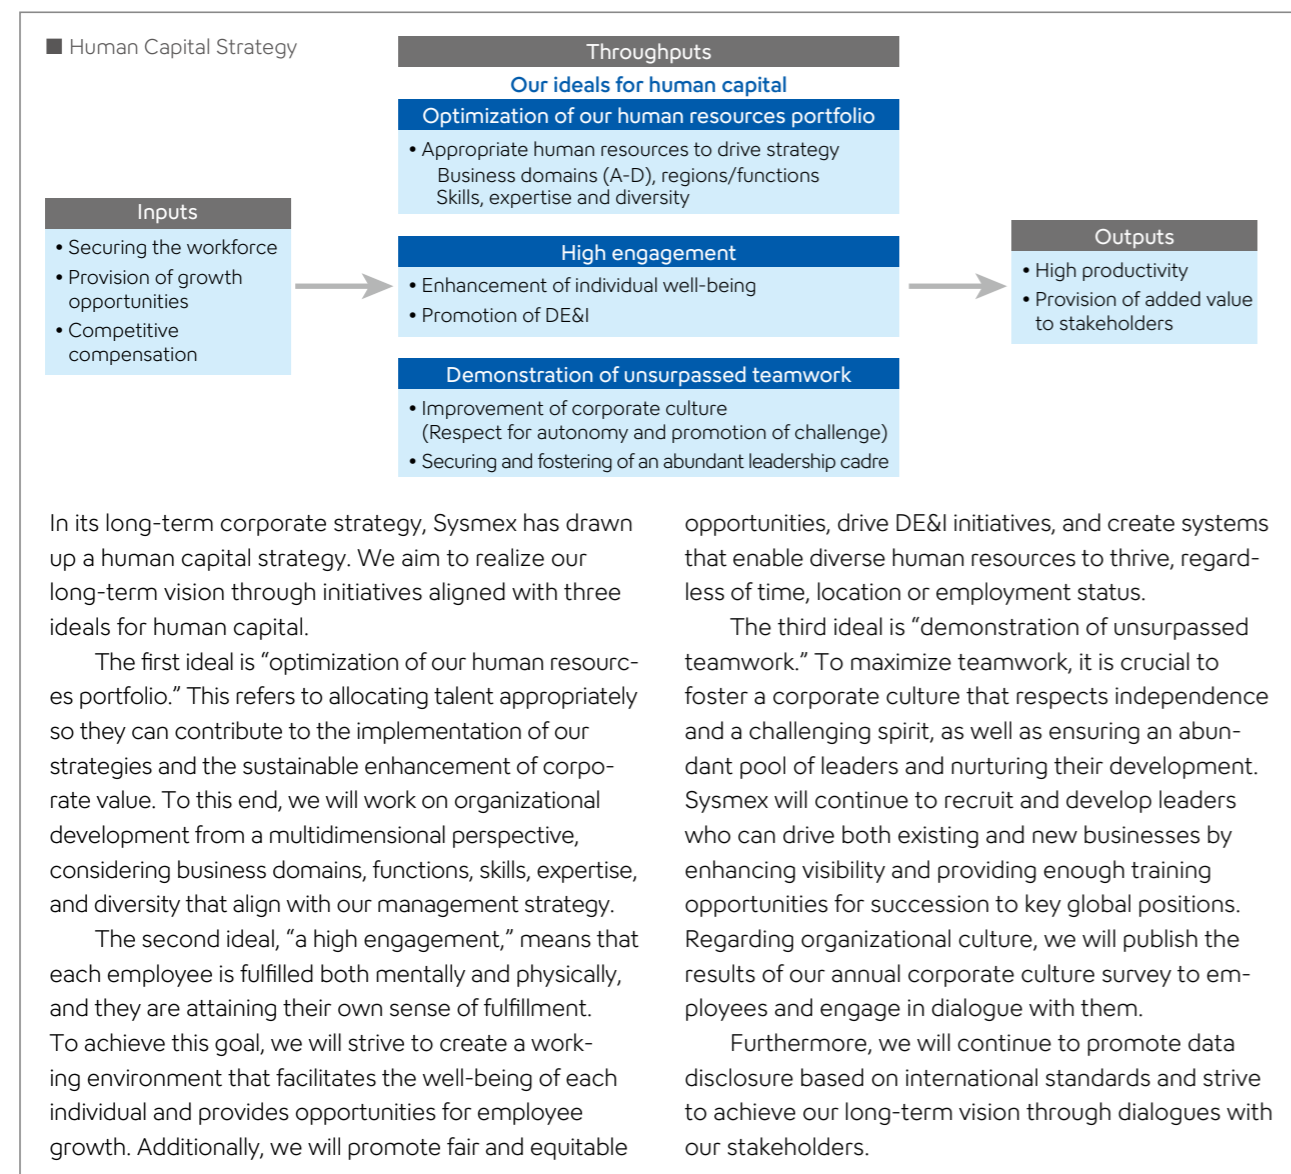 ■ Human Capital Strategy
Inputs
• Securing the workforce
• Provision of growth
opportunities
• Competitive
compensation
Throughputs
Our ideals for human capital
Optimization of our human resources portfolio
• Appropriate human resources to drive strategy
Business domains (A-D), regions/functions
Skills, expertise and diversity
High engagement
• Enhancement of individual well-being
• Promotion of DE&I
Demonstration of unsurpassed teamwork
• Improvement of corporate culture
(Respect for autonomy and promotion of challenge)
• Securing and fostering of an abundant leadership cadre
Outputs
• High productivity
• Provision of added value
to stakeholders
In its long-term corporate strategy, Sysmex has drawn
up a human capital strategy. We aim to realize our
long-term vision through initiatives aligned with three
ideals for human capital.
The first ideal is “optimization of our human resourc-
es portfolio.” This refers to allocating talent appropriately
so they can contribute to the implementation of our
strategies and the sustainable enhancement of corpo-
rate value. To this end, we will work on organizational
development from a multidimensional perspective,
considering business domains, functions, skills, expertise,
and diversity that align with our management strategy.
The second ideal, “a high engagement,” means that
each employee is fulfilled both mentally and physically,
and they are attaining their own sense of fulfillment.
To achieve this goal, we will strive to create a work-
ing environment that facilitates the well-being of each
individual and provides opportunities for employee
growth. Additionally, we will promote fair and equitable
opportunities, drive DE&I initiatives, and create systems
that enable diverse human resources to thrive, regard-
less of time, location or employment status.
The third ideal is “demonstration of unsurpassed
teamwork.” To maximize teamwork, it is crucial to
foster a corporate culture that respects independence
and a challenging spirit, as well as ensuring an abun-
dant pool of leaders and nurturing their development.
Sysmex will continue to recruit and develop leaders
who can drive both existing and new businesses by
enhancing visibility and providing enough training
opportunities for succession to key global positions.
Regarding organizational culture, we will publish the
results of our annual corporate culture survey to em-
ployees and engage in dialogue with them.
Furthermore, we will continue to promote data
disclosure based on international standards and strive
to achieve our long-term vision through dialogues with
our stakeholders.